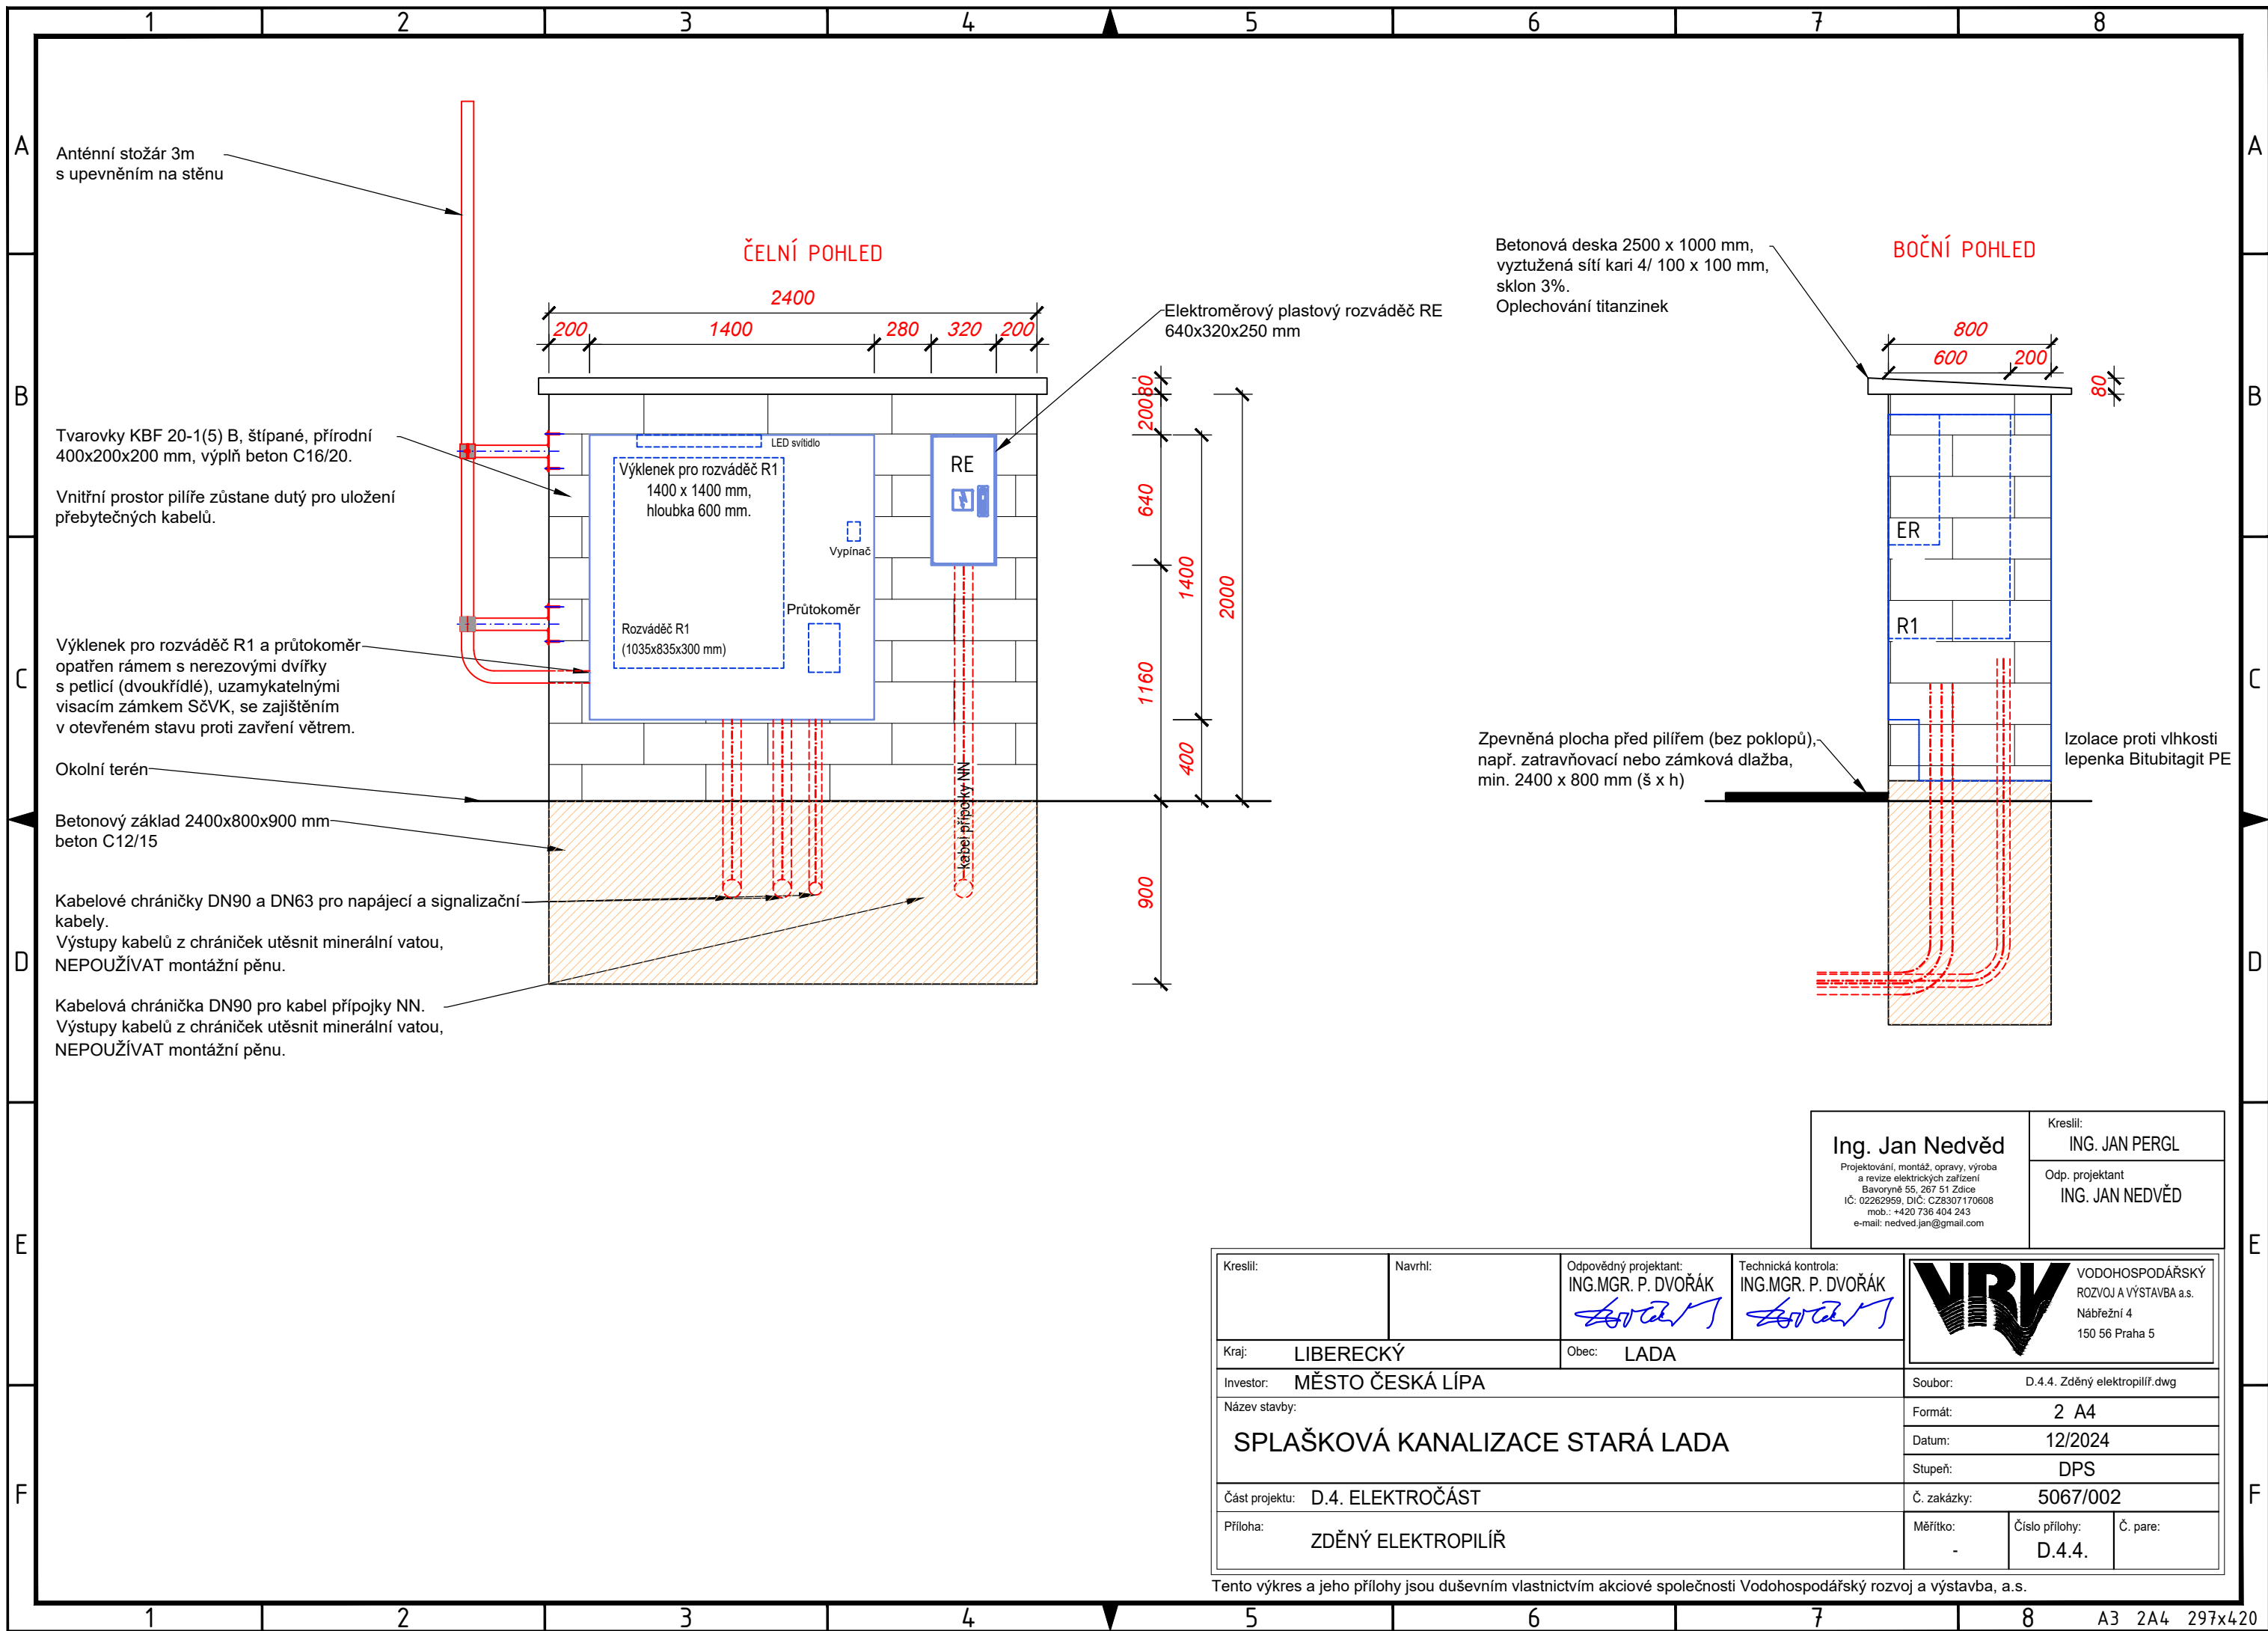 1 2 3 4 5 6 7 8
A
B
C
D
E
F
A
B
C
D
E
F
Anténní stožár 3m
s upevněním na stěnu
Tvarovky KBF 20-1(5) B, štípané, přírodní
400x200x200 mm, výplň beton C16/20.
Vnitřní prostor pilíře zůstane dutý pro uložení
přebytečných kabelů.
Výklenek pro rozváděč R1 a průtokoměr
opatřen rámem s nerezovými dvířky
s petlicí (dvoukřídlé), uzamykatelnými
visacím zámkem SčVK, se zajištěním
v otevřeném stavu proti zavření větrem.
Okolní terén
Betonový základ 2400x800x900 mm
beton C12/15
Kabelové chráničky DN90 a DN63 pro napájecí a signalizační
kabely.
Výstupy kabelů z chrániček utěsnit minerální vatou,
NEPOUŽÍVAT montážní pěnu.
Kabelová chránička DN90 pro kabel přípojky NN.
Výstupy kabelů z chrániček utěsnit minerální vatou,
NEPOUŽÍVAT montážní pěnu.
ČELNÍ POHLED
2400
200 1400 280 320 200
Elektroměrový plastový rozváděč RE
640x320x250 mm
LED svítidlo
Výklenek pro rozváděč R1
1400 x 1400 mm,
hloubka 600 mm.
RE
Vypínač
Průtokoměr
Rozváděč R1
(1035x835x300 mm)
kabel přípojky NN
80
200
640
1160
900
1400
400
2000
Betonová deska 2500 x 1000 mm,
vyztužená sítí kari 4/ 100 x 100 mm,
sklon 3%.
Oplechování titanzinek
BOČNÍ POHLED
800
600 200
80
ER
R1
Zpevněná plocha před pilířem (bez poklopů),
např. zatravňovací nebo zámková dlažba,
min. 2400 x 800 mm (š x h)
Izolace proti vlhkosti
lepenka Bitubitagit PE
Ing. Jan Nedvěd
Projektování, montáž, opravy, výroba
a revize elektrických zařízení
Bavoryně 55, 267 51 Zdice
IČ: 02262959, DIČ: CZ8307170608
mob.: +420 736 404 243
e-mail: nedved.jan@gmail.com
Kreslil:
ING. JAN PERGL
Odp. projektant
ING. JAN NEDVĚD
Kreslil:
Navrhl:
Odpovědný projektant:
ING.MGR. P. DVOŘÁK
Technická kontrola:
ING.MGR. P. DVOŘÁK
VRV
VODOHOSPODÁŘSKÝ
ROZVOJ A VÝSTAVBA a.s.
Nábřežní 4
150 56 Praha 5
Kraj: LIBERECKÝ
Obec: LADA
Investor: MĚSTO ČESKÁ LÍPA
Soubor: D.4.4. Zděný elektropilíř.dwg
Název stavby:
SPLAŠKOVÁ KANALIZACE STARÁ LADA
Formát: 2 A4
Datum: 12/2024
Stupeň: DPS
Část projektu: D.4. ELEKTROČÁST
Č. zakázky: 5067/002
Příloha:
ZDĚNÝ ELEKTROPILÍŘ
Měřítko:
-
Číslo přílohy:
D.4.4.
Č. pare:
Tento výkres a jeho přílohy jsou duševním vlastnictvím akciové společnosti Vodohospodářský rozvoj a výstavba, a.s.
1 2 3 4 5 6 7 8
A3 2A4 297x420